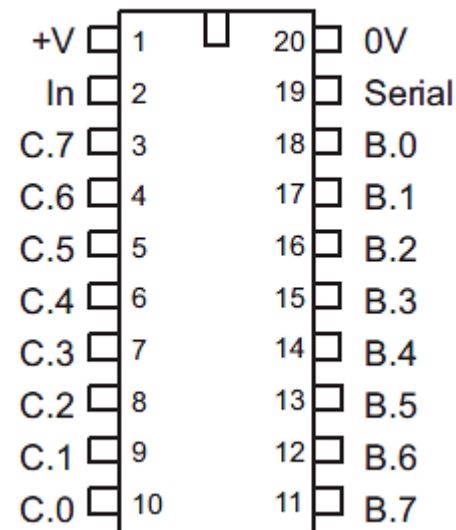 +V 1 20 0V
In 2 19 Serial
C.7 3 18 B.0
C.6 4 17 B.1
C.5 5 16 B.2
C.4 6 15 B.3
C.3 7 14 B.4
C.2 8 13 B.5
C.1 9 12 B.6
C.0 10 11 B.7